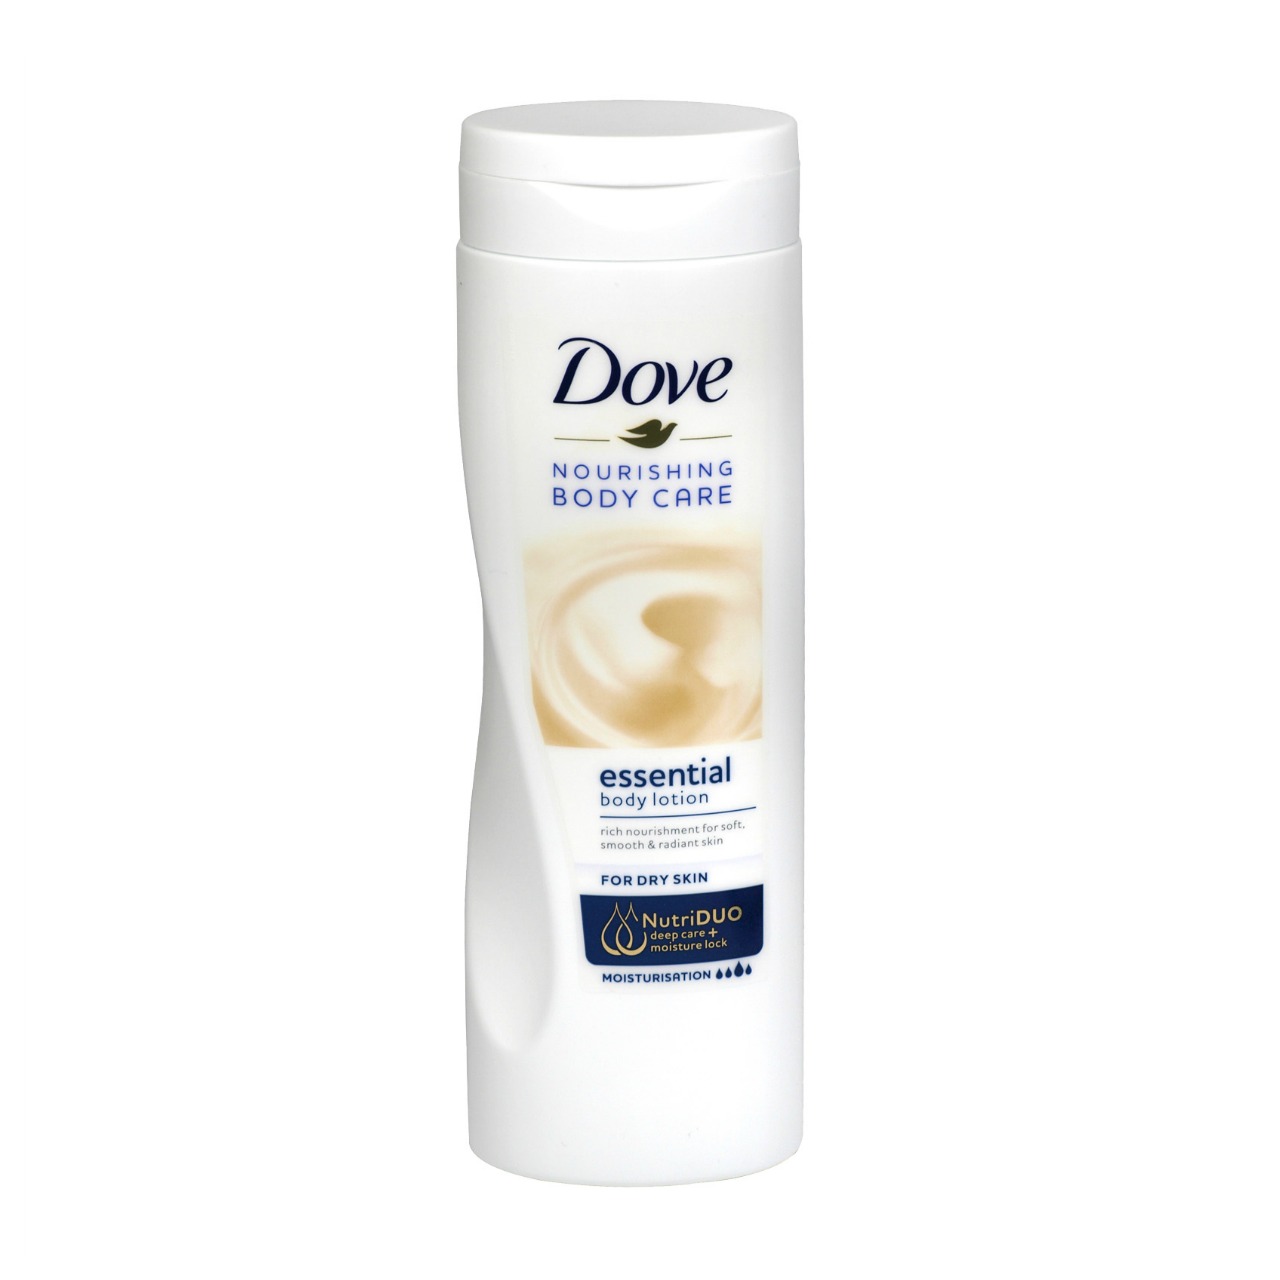 Dove
NOURISHING
BODY CARE
essential
body lotion
rich nourishment for soft,
smooth & radiant skin
FOR DRY SKIN
NutriDUO
deep care +
moisture lock
MOISTURISATION